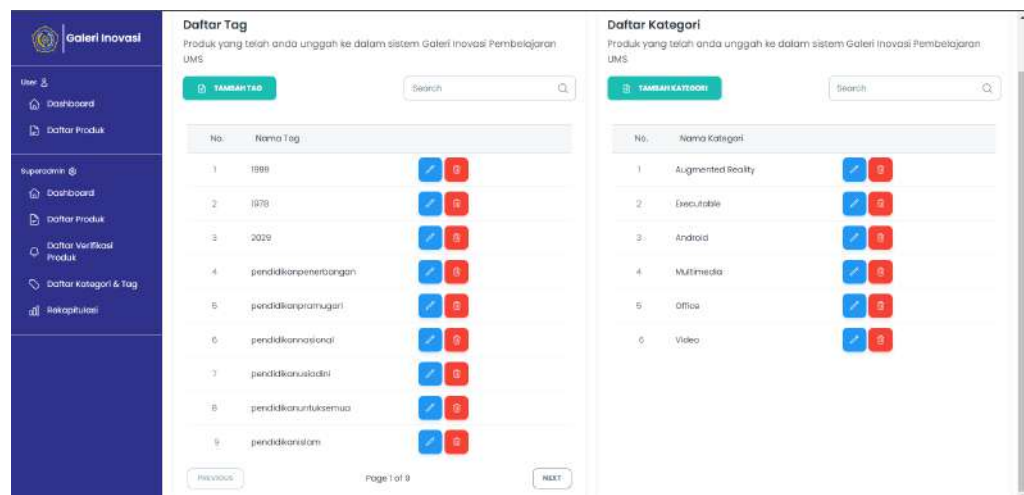 Galeri Inovasi
User
Dashboard
Daftar Produk
Superadmin
Dashboard
Daftar Produk
Daftar Verifikasi
Produk
Daftar Kategori & Tag
Rekapitulasi
Daftar Tag
Produk yang telah anda unggah ke dalam sistem Galeri Inovasi Pembelajaran
UMS
TAMBAH TAG
Search
No. Nama Tag
1 1998
2 1978
3 2029
4 pendidikanpenerbangan
5 pendidikanpramugari
6 pendidikannasional
7 pendidikanusiadini
8 pendidikanuntuksemua
9 pendidikanislam
PREVIOUS Page 1 of 9 NEXT
Daftar Kategori
Produk yang telah anda unggah ke dalam sistem Galeri Inovasi Pembelajaran
UMS
TAMBAH KATEGORI
Search
No. Nama Kategori
1 Augmented Reality
2 Executable
3 Android
4 Multimedia
5 Office
6 Video